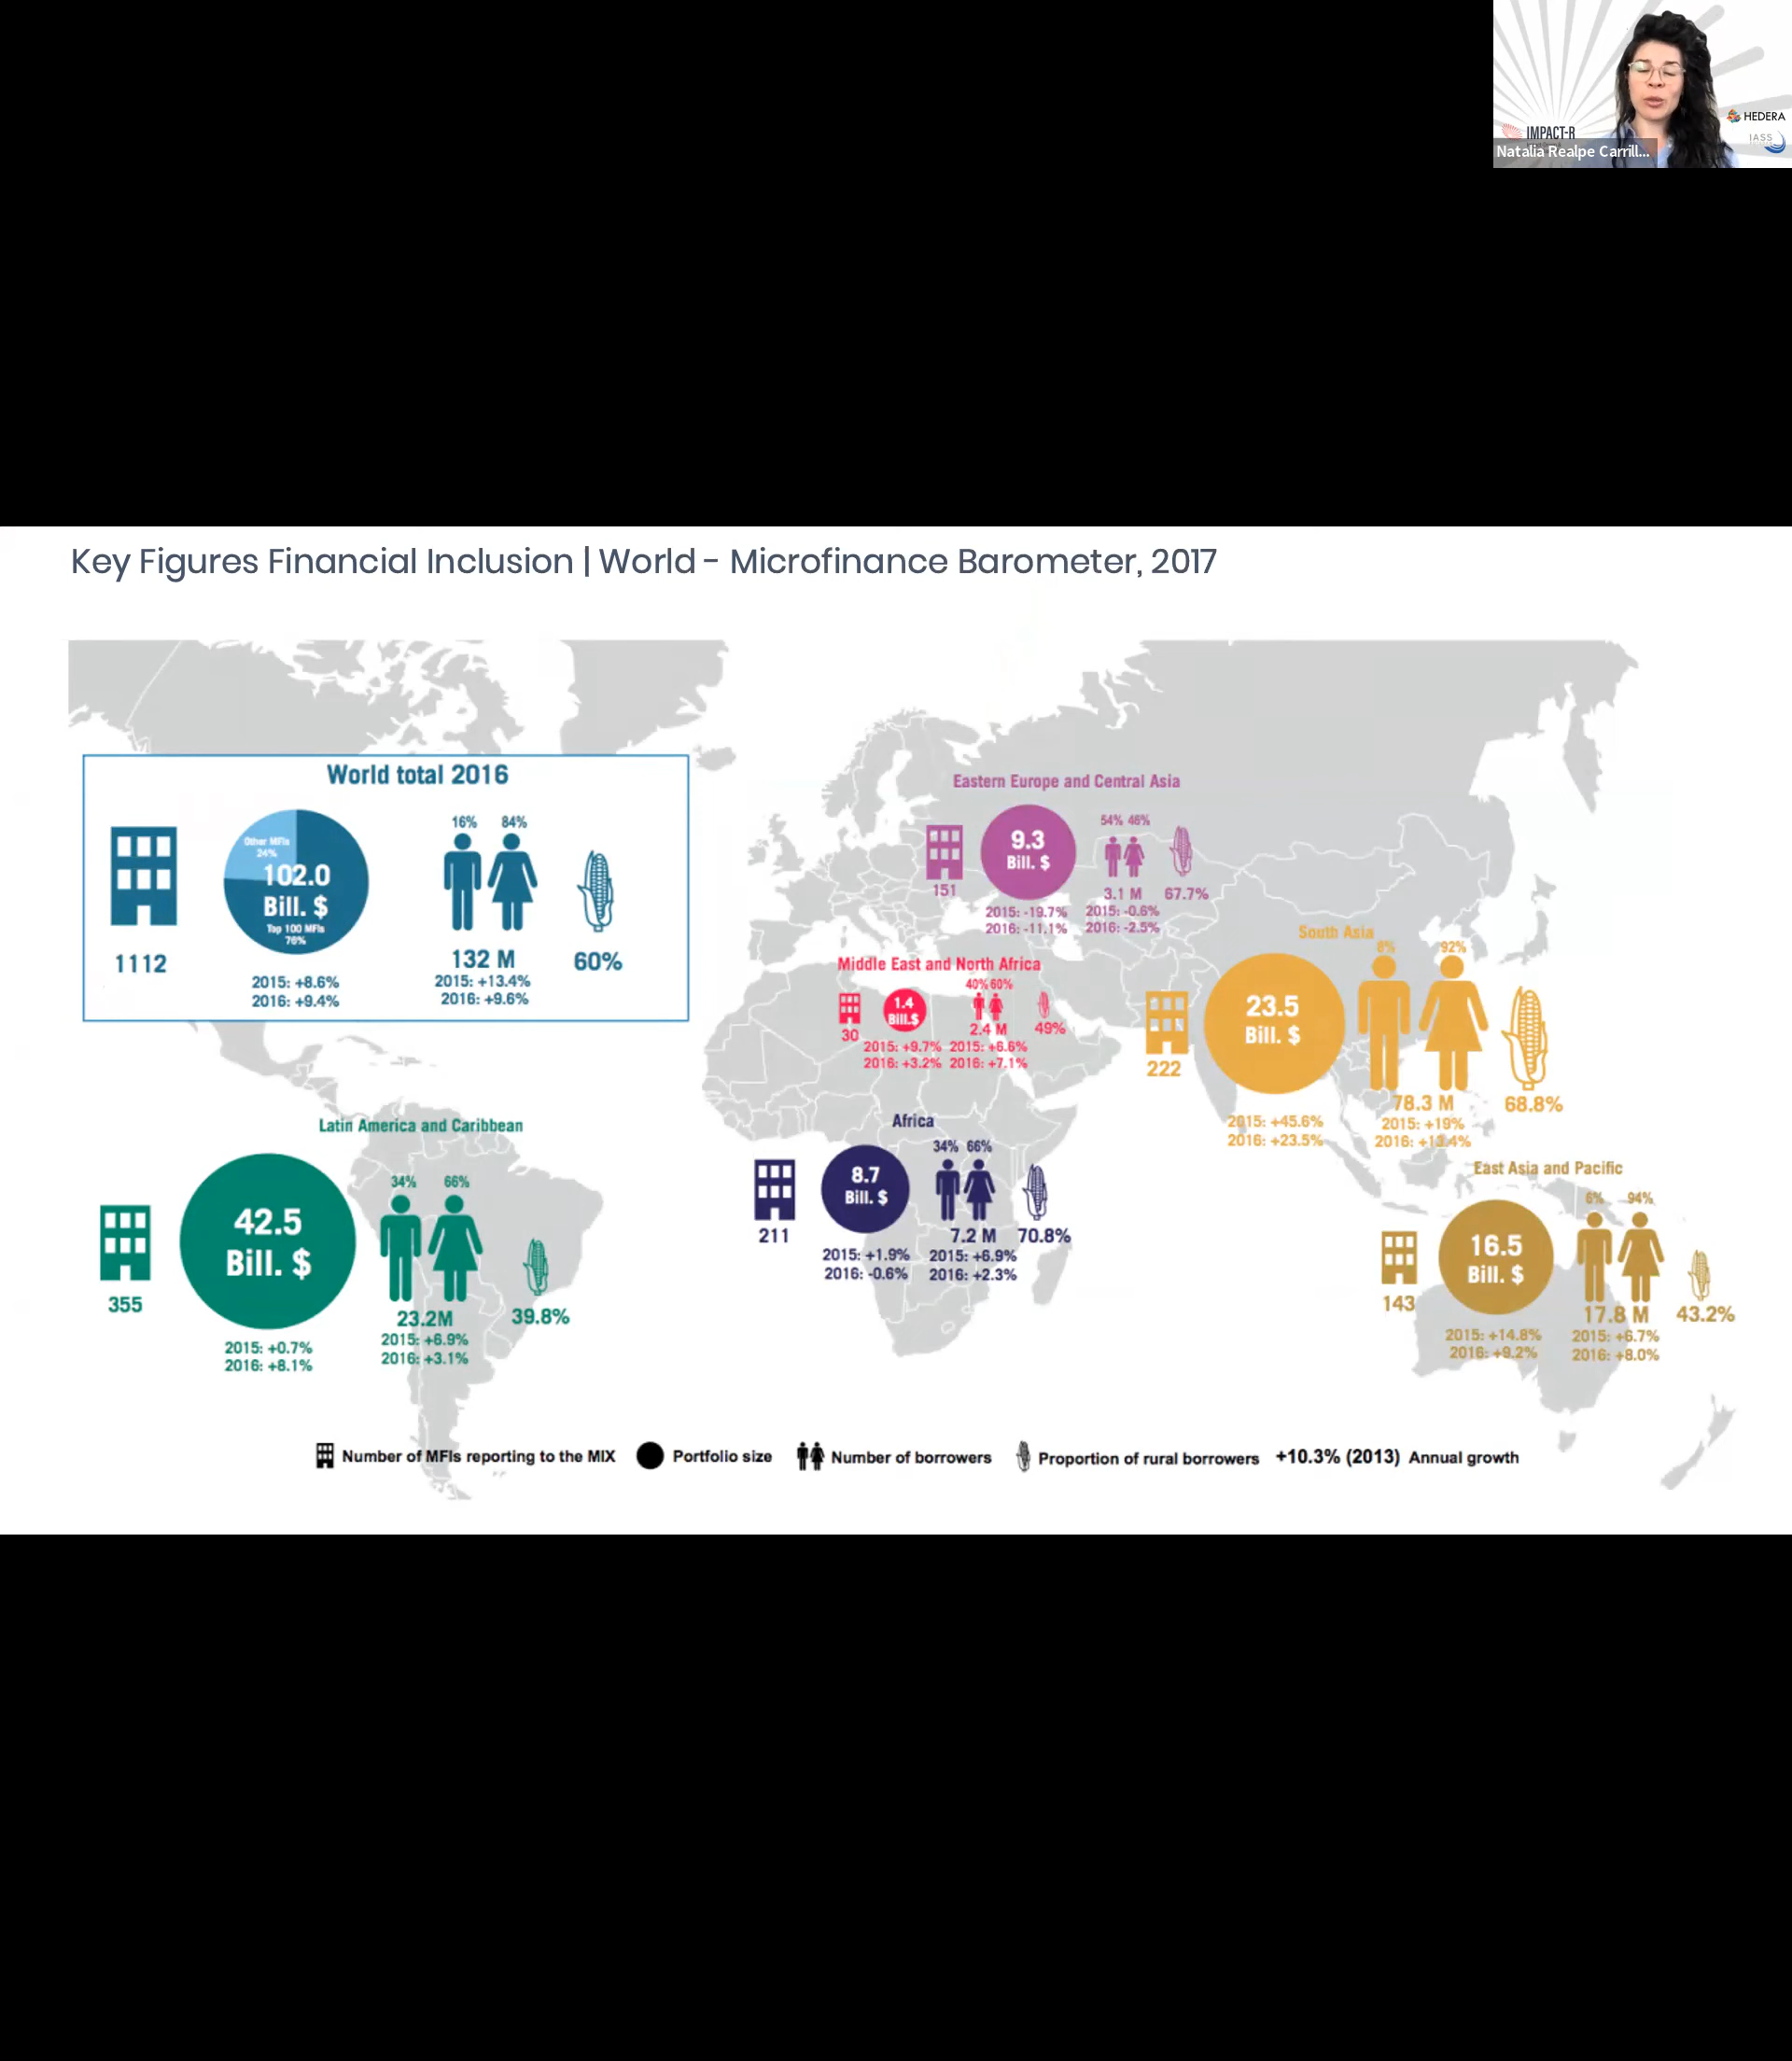 IMPACT-R
HEDERA
IASS
Natalia Realpe Carrill...
Key Figures Financial Inclusion | World - Microfinance Barometer, 2017
World total 2016
Other MFIs
24%
102.0
Bill. $
Top 100 MFIs
76%
1112
2015: +8.6%
2016: +9.4%
16% 84%
132 M
2015: +13.4%
2016: +9.6%
60%
Eastern Europe and Central Asia
151
9.3
Bill. $
2015: -19.7%
2016: -11.1%
54% 46%
3.1 M
2015: -0.6%
2016: -2.5%
67.7%
Middle East and North Africa
30
1.4
Bill.$
2015: +9.7%
2016: +3.2%
40% 60%
2.4 M
2015: +6.6%
2016: +7.1%
49%
South Asia
222
23.5
Bill. $
2015: +45.6%
2016: +23.5%
8% 92%
78.3 M
2015: +19%
2016: +13.4%
68.8%
Latin America and Caribbean
355
42.5
Bill. $
2015: +0.7%
2016: +8.1%
34% 66%
23.2M
2015: +6.9%
2016: +3.1%
39.8%
Africa
211
8.7
Bill. $
2015: +1.9%
2016: -0.6%
34% 66%
7.2 M
2015: +6.9%
2016: +2.3%
70.8%
East Asia and Pacific
143
16.5
Bill. $
2015: +14.8%
2016: +9.2%
6% 94%
17.8 M
2015: +6.7%
2016: +8.0%
43.2%
Number of MFIs reporting to the MIX
Portfolio size
Number of borrowers
Proportion of rural borrowers
+10.3% (2013) Annual growth